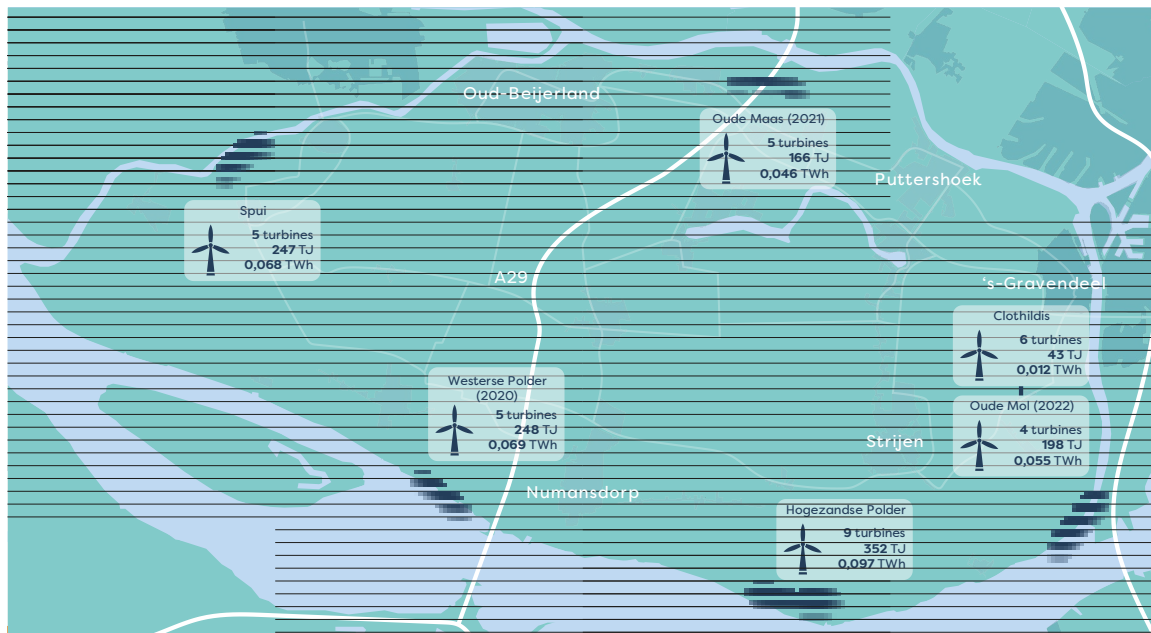 Oud-Beijerland
Oude Maas (2021)
5 turbines
166 TJ
0,046 TWh
Puttershoek
Spui
5 turbines
247 TJ
0,068 TWh
A29
‘s-Gravendeel
Clothildis
6 turbines
43 TJ
0,012 TWh
Westerse Polder
(2020)
5 turbines
248 TJ
0,069 TWh
Oude Mol (2022)
4 turbines
198 TJ
0,055 TWh
Strijen
Numansdorp
Hogezandse Polder
9 turbines
352 TJ
0,097 TWh